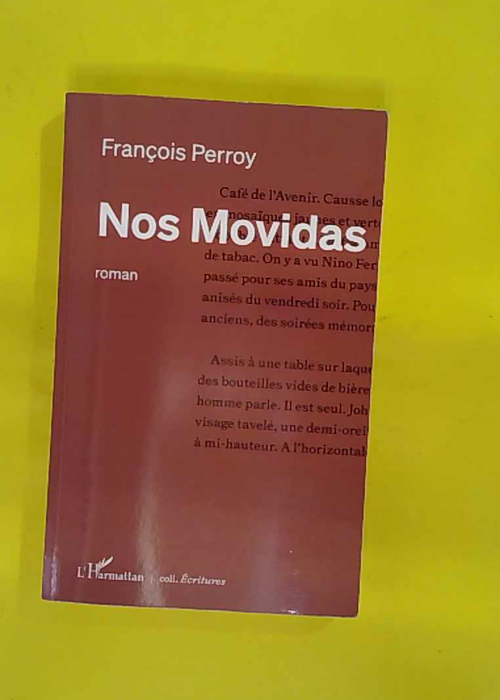 François Perroy
Nos Movidas
roman
Café de l'Avenir. Causse lo
mosaïque jaunes et vert
de tabac. On y a vu Nino Fer
passé pour ses amis du pays
anisés du vendredi soir. Pou
anciens, des soirées mémor
Assis à une table sur laque
des bouteilles vides de bière
homme parle. Il est seul. Joh
visage tavelé, une demi-orei
à mi-hauteur. A l'horizontal
L'Harmattan | coll. Écritures